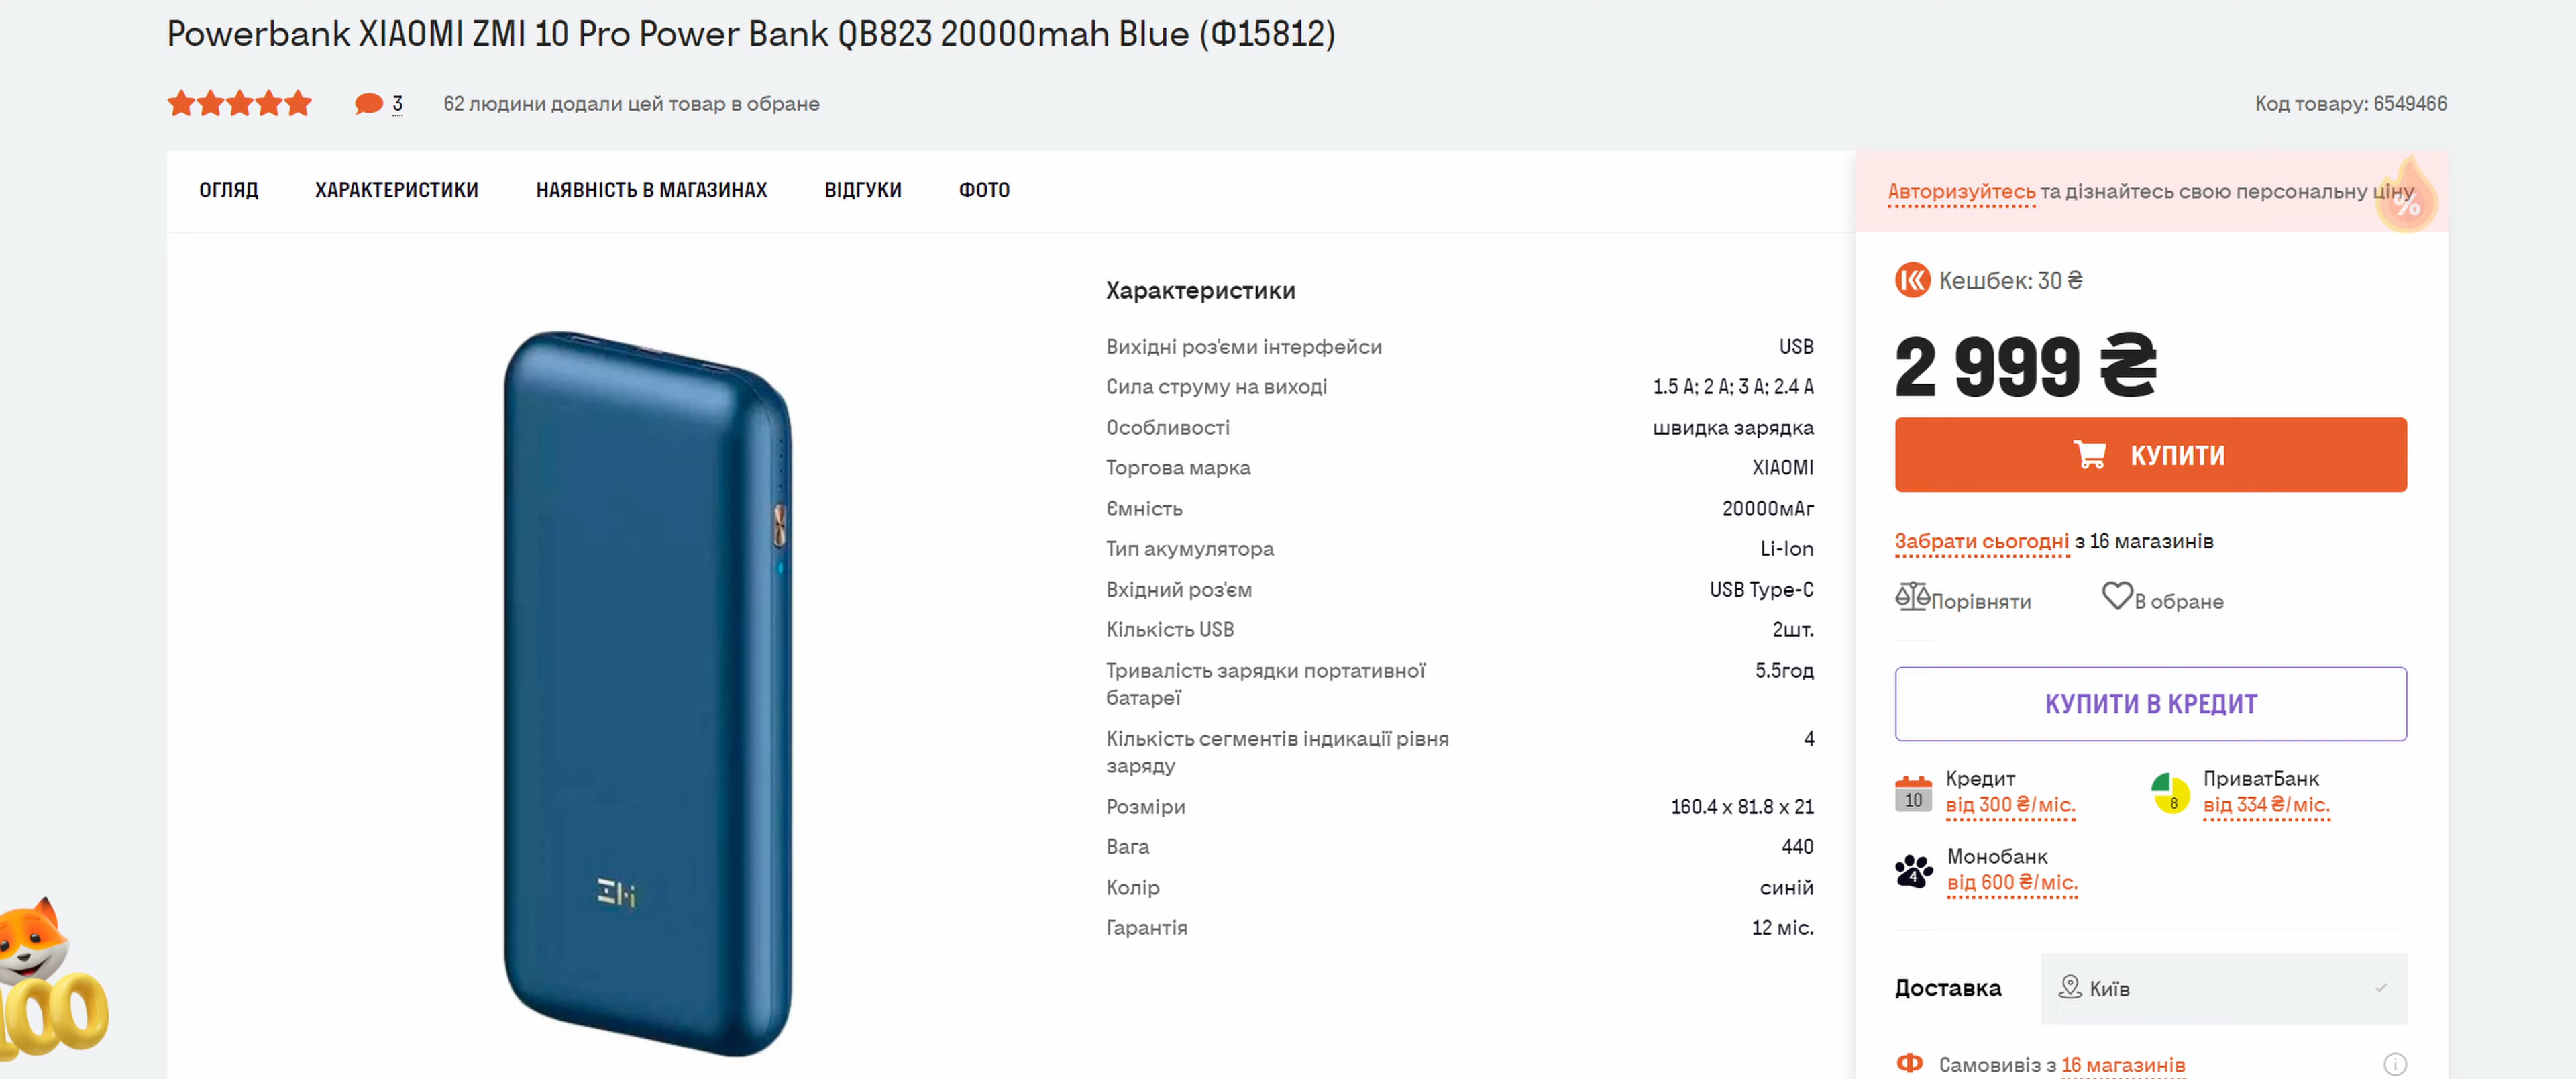 Powerbank XIAOMI ZMI 10 Pro Power Bank QB823 20000mah Blue (Ф15812)
3 62 людини додали цей товар в обране Код товару: 6549466
ОГЛЯД ХАРАКТЕРИСТИКИ НАЯВНІСТЬ В МАГАЗИНАХ ВІДГУКИ ФОТО
Авторизуйтесь та дізнайтесь свою персональну ціну
%
Характеристики
Вихідні роз'єми інтерфейси USB
Сила струму на виході 1.5 А; 2 А; 3 А; 2.4 А
Особливості швидка зарядка
Торгова марка XIAOMI
Ємність 20000мАг
Тип акумулятора Li-Ion
Вхідний роз'єм USB Type-C
Кількість USB 2шт.
Тривалість зарядки портативної 5.5год
батареї
Кількість сегментів індикації рівня 4
заряду
Розміри 160.4 x 81.8 x 21
Вага 440
Колір синій
Гарантія 12 міс.
ZMI
100
Кешбек: 30 ₴
2 999 ₴
КУПИТИ
Забрати сьогодні з 16 магазинів
Порівняти В обране
КУПИТИ В КРЕДИТ
10 Кредит
від 300 ₴/міс.
8 ПриватБанк
від 334 ₴/міс.
4 Монобанк
від 600 ₴/міс.
Доставка Київ
Ф Самовивіз з 16 магазинів